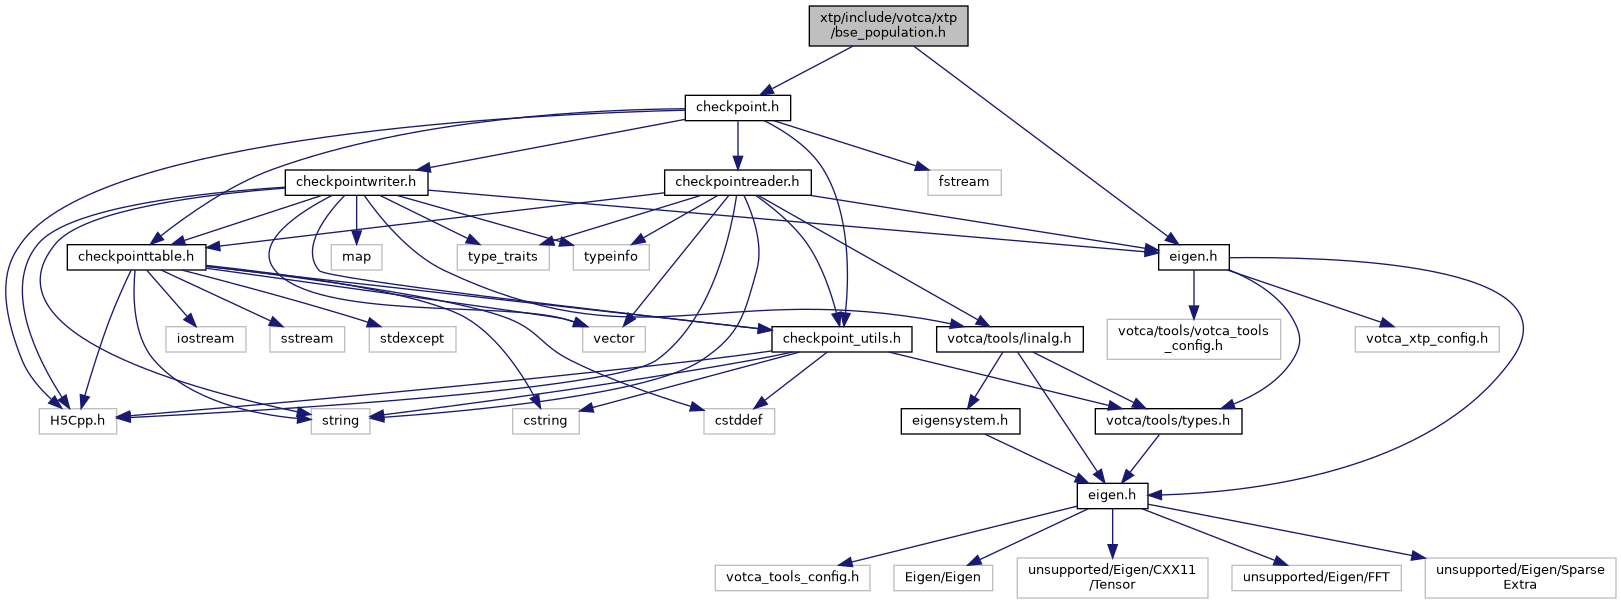 xtp/include/votca/xtp
/bse_population.h
checkpoint.h
checkpointwriter.h
checkpointreader.h
fstream
checkpointtable.h
map
type_traits
typeinfo
eigen.h
iostream
sstream
stdexcept
vector
checkpoint_utils.h
votca/tools/linalg.h
votca/tools/votca_tools
_config.h
votca_xtp_config.h
H5Cpp.h
string
cstring
cstddef
eigensystem.h
votca/tools/types.h
eigen.h
votca_tools_config.h
Eigen/Eigen
unsupported/Eigen/CXX11
/Tensor
unsupported/Eigen/FFT
unsupported/Eigen/Sparse
Extra